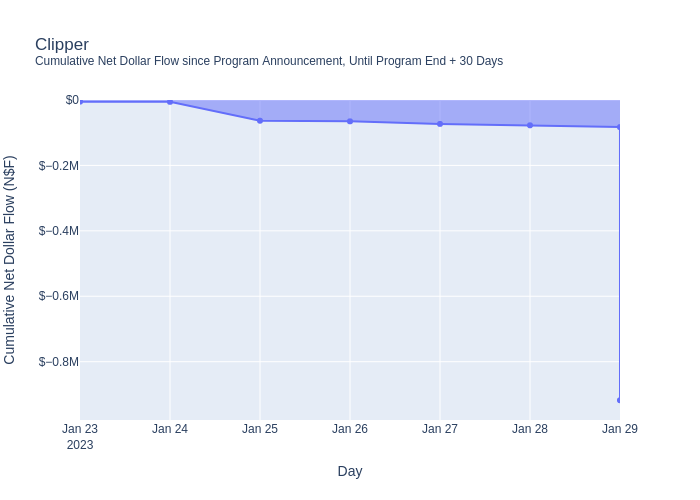 Clipper
Cumulative Net Dollar Flow since Program Announcement, Until Program End + 30 Days
Cumulative Net Dollar Flow (N$F)
$0
$−0.2M
$−0.4M
$−0.6M
$−0.8M
Jan 23
2023
Jan 24
Jan 25
Jan 26
Jan 27
Jan 28
Jan 29
Day